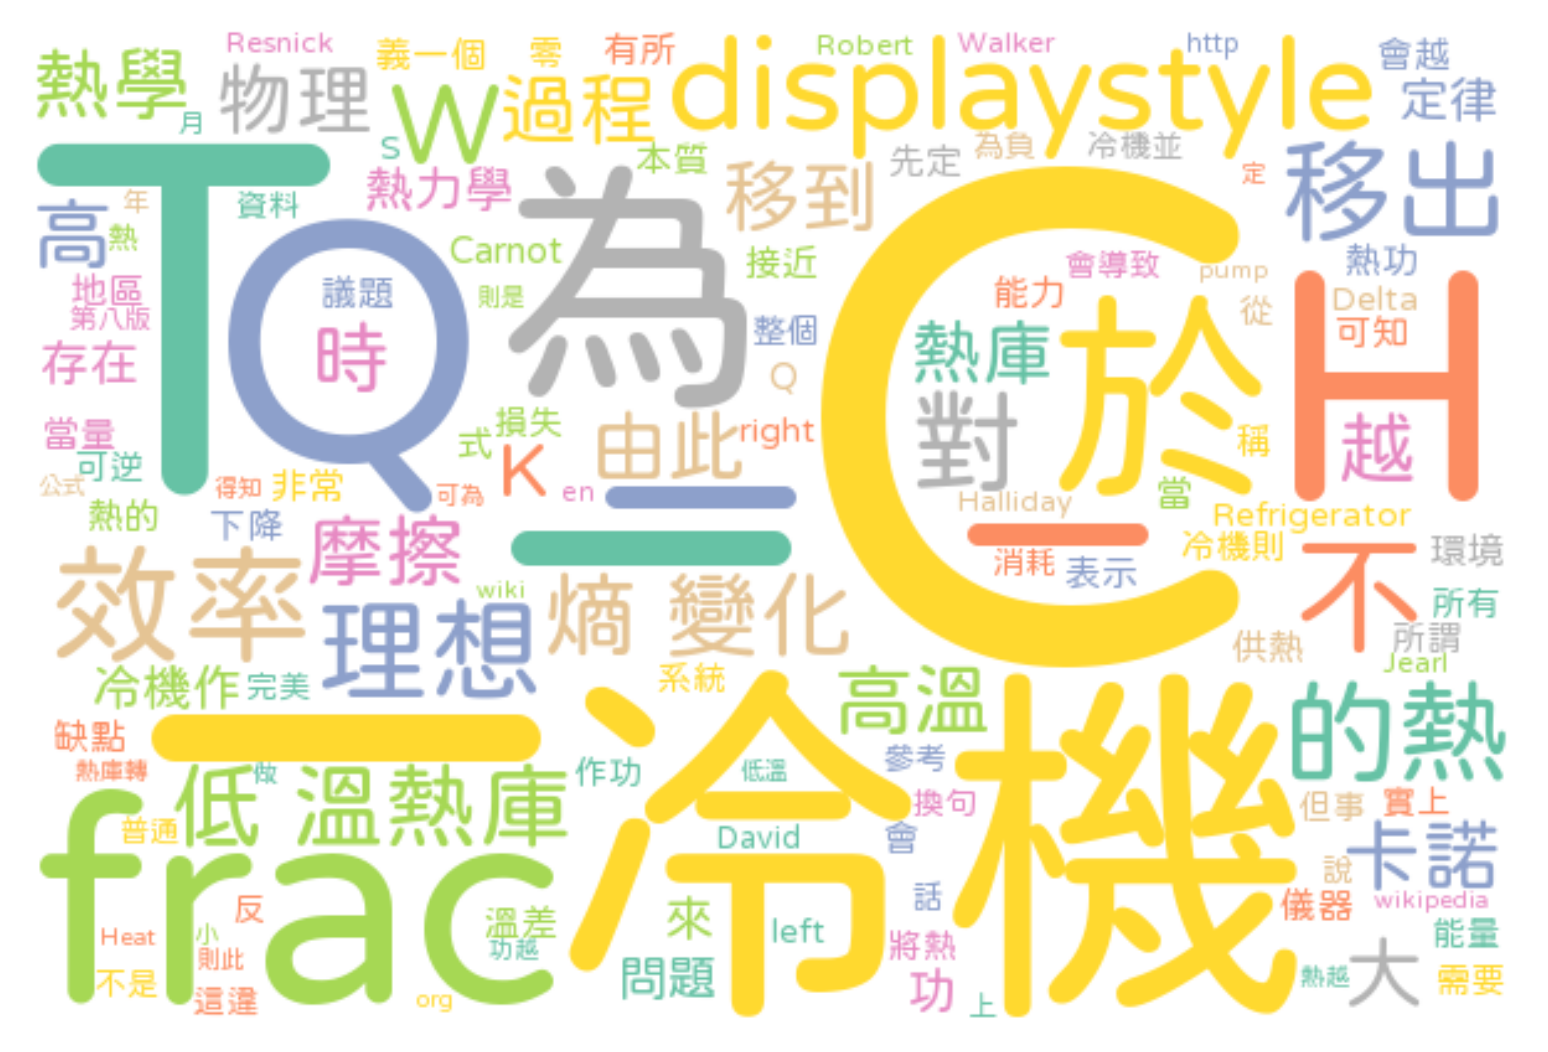 Resnick
義一個
零
有所
Robert
Walker
http
會越
熱學
物理
W
過程
displaystyle
定律
月
S
本質
先定
為負
冷機並
定
移出
T
熱力學
為
移到
C
高
年
熱
資料
Q
Carnot
接近
會導致
pump
熱功
地區
第八版
議題
則是
能力
從
H
Delta
可知
存在
時
整個
Q
熱庫
於
對
越
當量
可逆
式
損失
由此
right
稱
公式
得知
非常
可為
K
en
一
Halliday
當
Refrigerator
熱的
下降
摩擦
一
一
消耗
表示
冷機則
不
環境
效率
理想
wiki
熵 變化
所有
所謂
供熱
Jearl
冷機作
完美
系統
高溫
的熱
缺點
一
冷機
熱庫轉
做
低 溫熱庫
作功
低溫
參考
換句
但事
實上
普通
frac
David
會
卡諾
說
反
溫差
功越
來
left
話
儀器
wikipedia
Heat
小
則此
將熱
能量
不是
這違
org
問題
功
上
熱越
大
需要